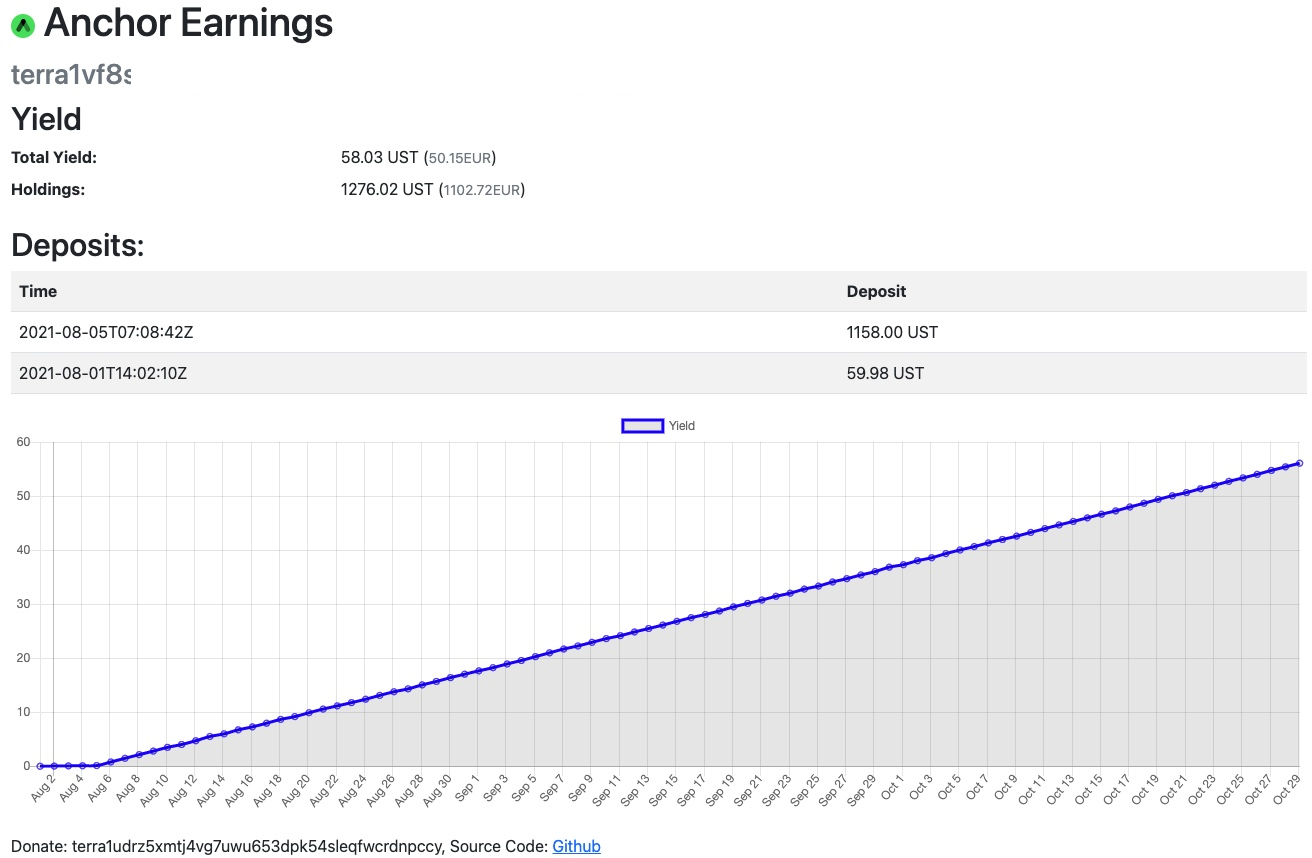 Anchor Earnings
terra1vf8s
Yield
Total Yield: 58.03 UST (50.15EUR)
Holdings: 1276.02 UST (1102.72EUR)
Deposits:
Time Deposit
2021-08-05T07:08:42Z 1158.00 UST
2021-08-01T14:02:10Z 59.98 UST
Yield
60
50
40
30
20
10
0
Aug 2 Aug 4 Aug 6 Aug 8 Aug 10 Aug 12 Aug 14 Aug 16 Aug 18 Aug 20 Aug 22 Aug 24 Aug 26 Aug 28 Aug 30 Sep 1 Sep 3 Sep 5 Sep 7 Sep 9 Sep 11 Sep 13 Sep 15 Sep 17 Sep 19 Sep 21 Sep 23 Sep 25 Sep 27 Sep 29 Oct 1 Oct 3 Oct 5 Oct 7 Oct 9 Oct 11 Oct 13 Oct 15 Oct 17 Oct 19 Oct 21 Oct 23 Oct 25 Oct 27 Oct 29
Donate: terra1udrz5xmtj4vg7uwu653dpk54sleqfwcrdnpccy, Source Code: Github